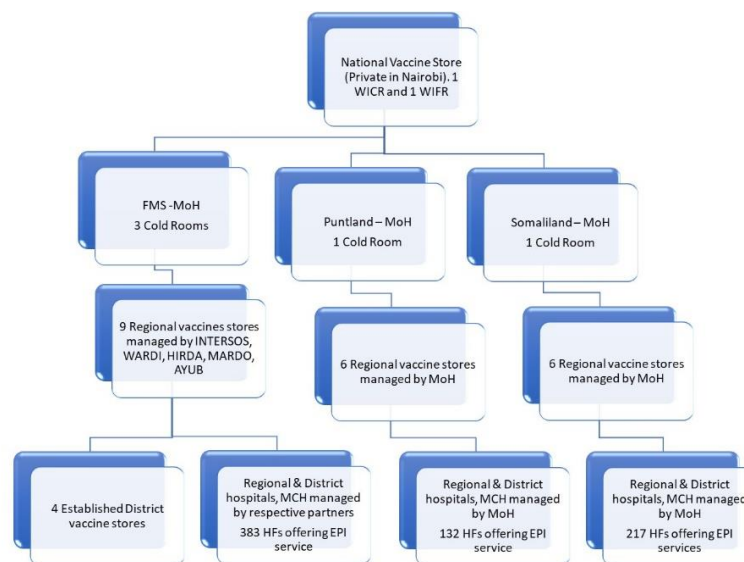 National Vaccine Store
(Private in Nairobi). 1
WICR and 1 WIFR
FMS -MoH
3 Cold Rooms
Puntland – MoH
1 Cold Room
Somaliland – MoH
1 Cold Room
9 Regional vaccines stores
managed by INTERSOS,
WARDI, HIRDA, MARDO,
AYUB
6 Regional vaccine stores
managed by MoH
6 Regional vaccine stores
managed by MoH
4 Established District
vaccine stores
Regional & District
hospitals, MCH managed
by respective partners
383 HFs offering EPI
service
Regional & District
hospitals, MCH managed
by MoH
132 HFs offering EPI
service
Regional & District
hospitals, MCH managed by
MoH
217 HFs offering EPI
services